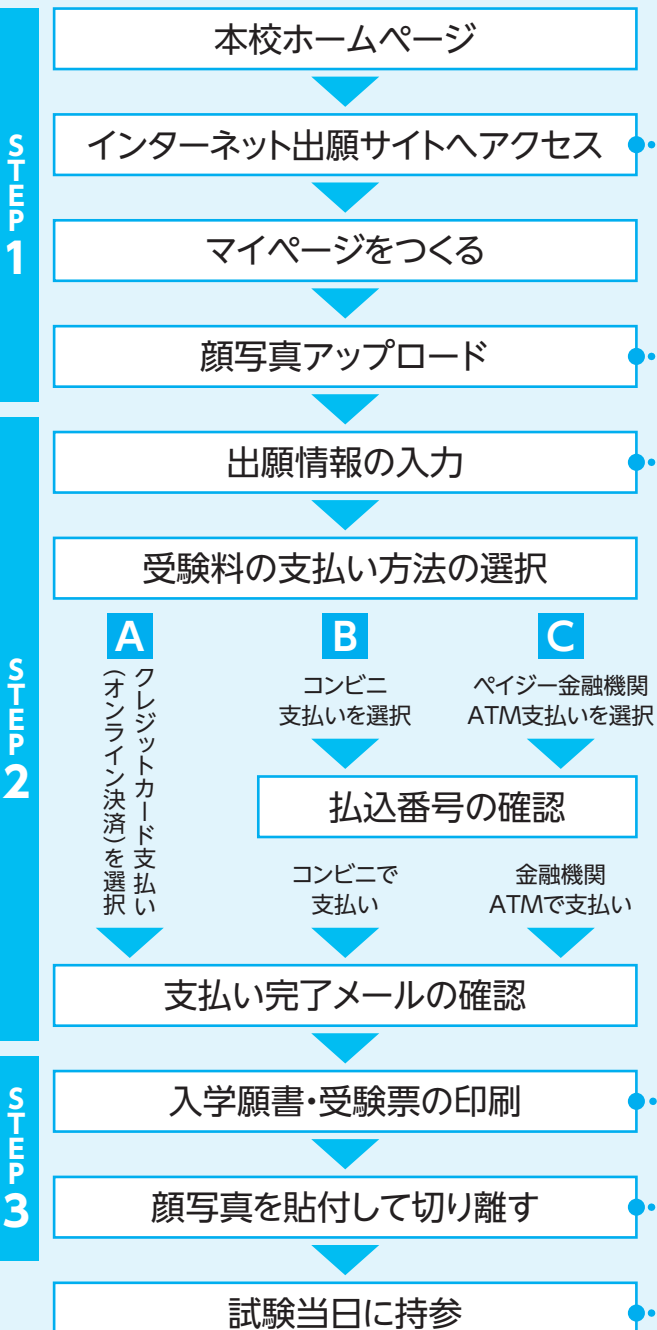 STEP1
本校ホームページ
インターネット出願サイトへアクセス
マイページをつくる
顔写真アップロード
STEP2
出願情報の入力
受験料の支払い方法の選択
A
クレジットカード支払い
(オンライン決済)を選択
B
コンビニ
支払いを選択
C
ペイジー金融機関
ATM支払いを選択
払込番号の確認
コンビニで
支払い
金融機関
ATMで支払い
支払い完了メールの確認
STEP3
入学願書・受験票の印刷
顔写真を貼付して切り離す
試験当日に持参